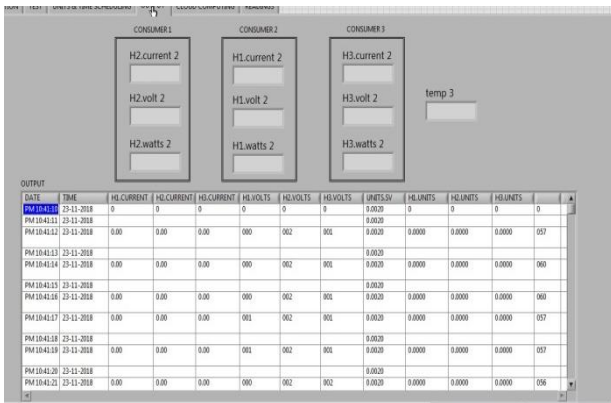 TEST UNITS & TIME SCHEDULING CLOUD COMPUTING READINGS
CONSUMER1 CONSUMER 2 CONSUMER 3
H2.current 2 H1.current 2 H3.current 2
H2.volt 2 H1.volt 2 H3.volt 2 temp 3
H2.watts 2 H1.watts 2 H3.watts 2
OUTPUT
DATE TIME H1.CURRENT H2.CURRENT H3.CURRENT H1.VOLTS H2.VOLTS H3.VOLTS UNITS.SV H1.UNITS H2.UNITS H3.UNITS
PM 10:41:10 23-11-2018 0 0 0 0 0 0 0.0020 0 0 0 0
PM 10:41:11 23-11-2018 0.0020
PM 10:41:12 23-11-2018 0.00 0.00 0.00 000 002 001 0.0020 0.0000 0.0000 0.0000 057
PM 10:41:13 23-11-2018 0.0020
PM 10:41:14 23-11-2018 0.00 0.00 0.00 000 002 001 0.0020 0.0000 0.0000 0.0000 060
PM 10:41:15 23-11-2018 0.0020
PM 10:41:16 23-11-2018 0.00 0.00 0.00 000 002 001 0.0020 0.0000 0.0000 0.0000 060
PM 10:41:17 23-11-2018 0.00 0.00 0.00 001 002 001 0.0020 0.0000 0.0000 0.0000 057
PM 10:41:18 23-11-2018 0.0020
PM 10:41:19 23-11-2018 0.00 0.00 0.00 001 002 001 0.0020 0.0000 0.0000 0.0000 057
PM 10:41:20 23-11-2018 0.0020
PM 10:41:21 23-11-2018 0.00 0.00 0.00 000 002 002 0.0020 0.0000 0.0000 0.0000 056